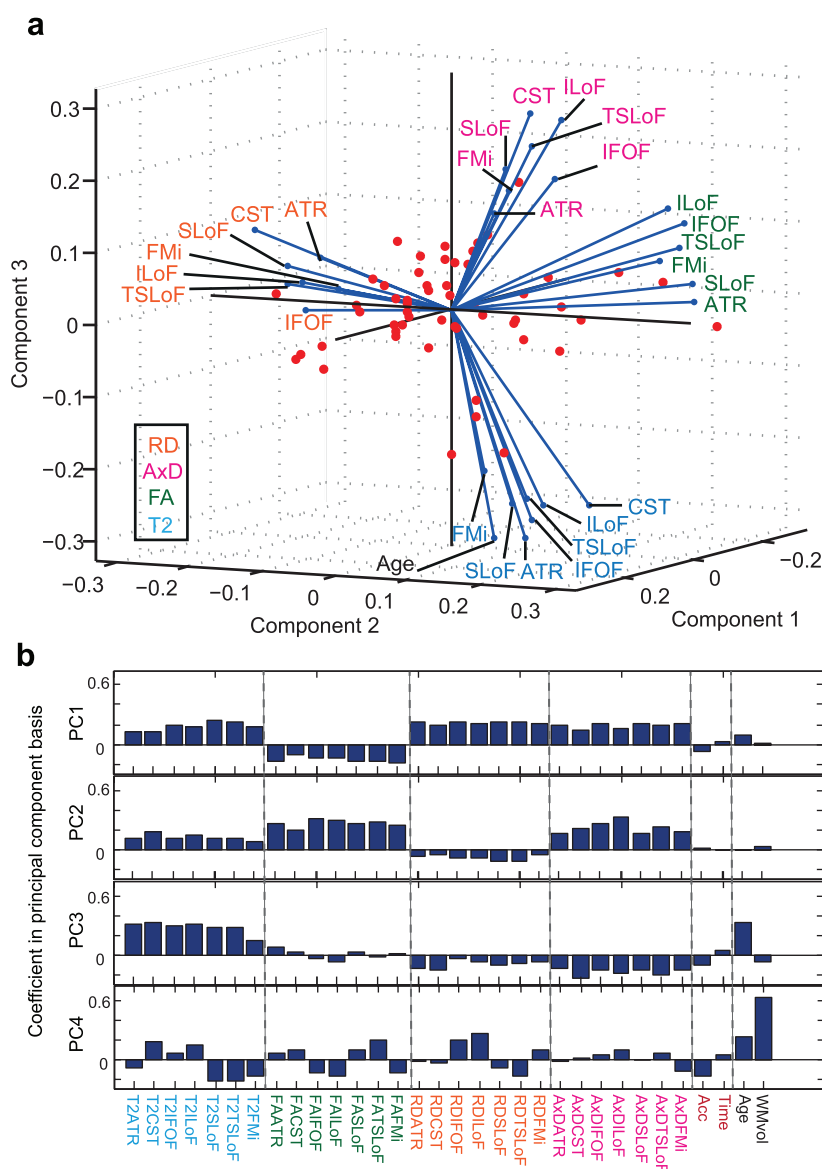 a
CST ILoF
SLoF TSLoF
FMi IFOF
ATR
CST ATR
SLoF
FMi
ILoF
TSLoF
IFOF
ILoF
IFOF
TSLoF
FMi
SLoF
ATR
0.3
0.2
0.1
0
−0.1
−0.2
−0.3
Component 3
RD
AxD
FA
T2
FMi
Age
SLoF ATR
IFOF
TSLoF
ILoF
CST
−0.3
−0.2
−0.1
0
0.1
0.2
0.3
Component 2
0.2
0
−0.2
Component 1
b
Coefficient in principal component basis
PC1
0.6
0
PC2
0.6
0
PC3
0.6
0
PC4
0.6
0
T2ATR
T2CST
T2IFOF
T2ILoF
T2SLoF
T2TSLoF
T2FMi
FAATR
FACST
FAIFOF
FAILoF
FASLoF
FATSLoF
FAFMi
RDATR
RDCST
RDIFOF
RDILoF
RDSLoF
RDTSLoF
RDFMi
AxDATR
AxDCST
AxDIFOF
AxDILoF
AxDSLoF
AxDTSLoF
AxDFMi
Acc
Time
Age
WMvol